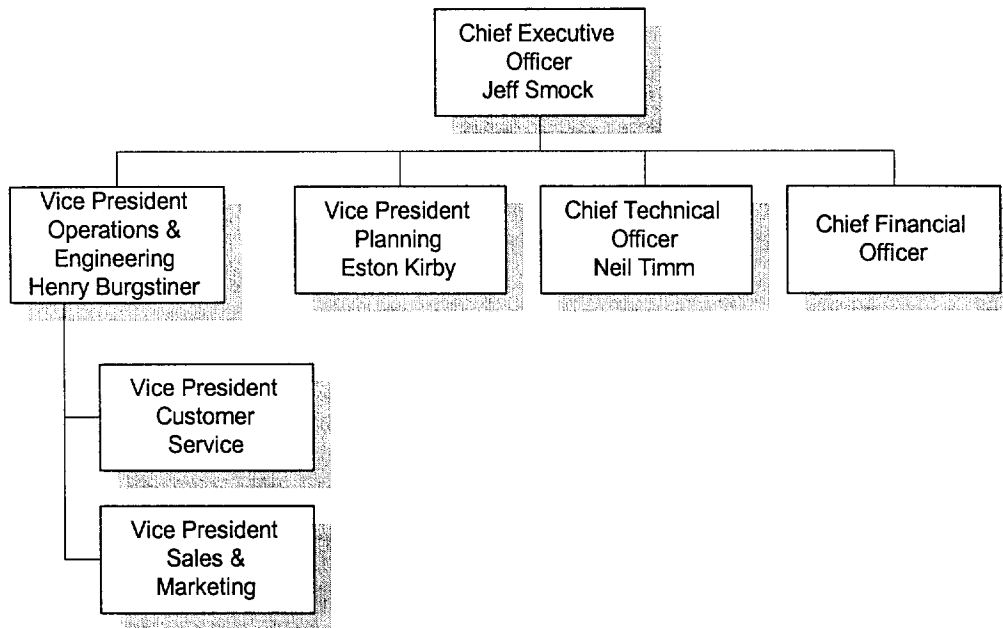 Chief Executive
Officer
Jeff Smock
Vice President
Operations &
Engineering
Henry Burgstiner
Vice President
Planning
Eston Kirby
Chief Technical
Officer
Neil Timm
Chief Financial
Officer
Vice President
Customer
Service
Vice President
Sales &
Marketing